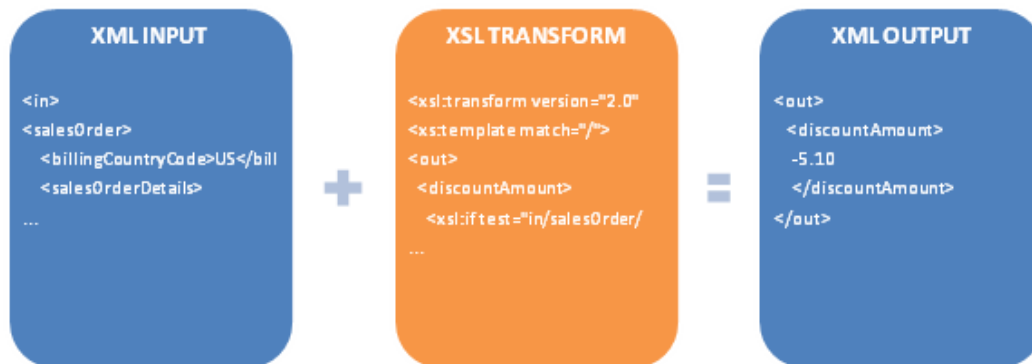 XML INPUT
<in>
<salesOrder>
<billingCountryCode>US</bill
<salesOrderDetails>
...
+
XSL TRANSFORM
<xsl:transform version="2.0"
<xs:template match="/">
<out>
<discountAmount>
<xsl:if test="in/salesOrder/
...
=
XML OUTPUT
<out>
<discountAmount>
-5.10
</discountAmount>
</out>